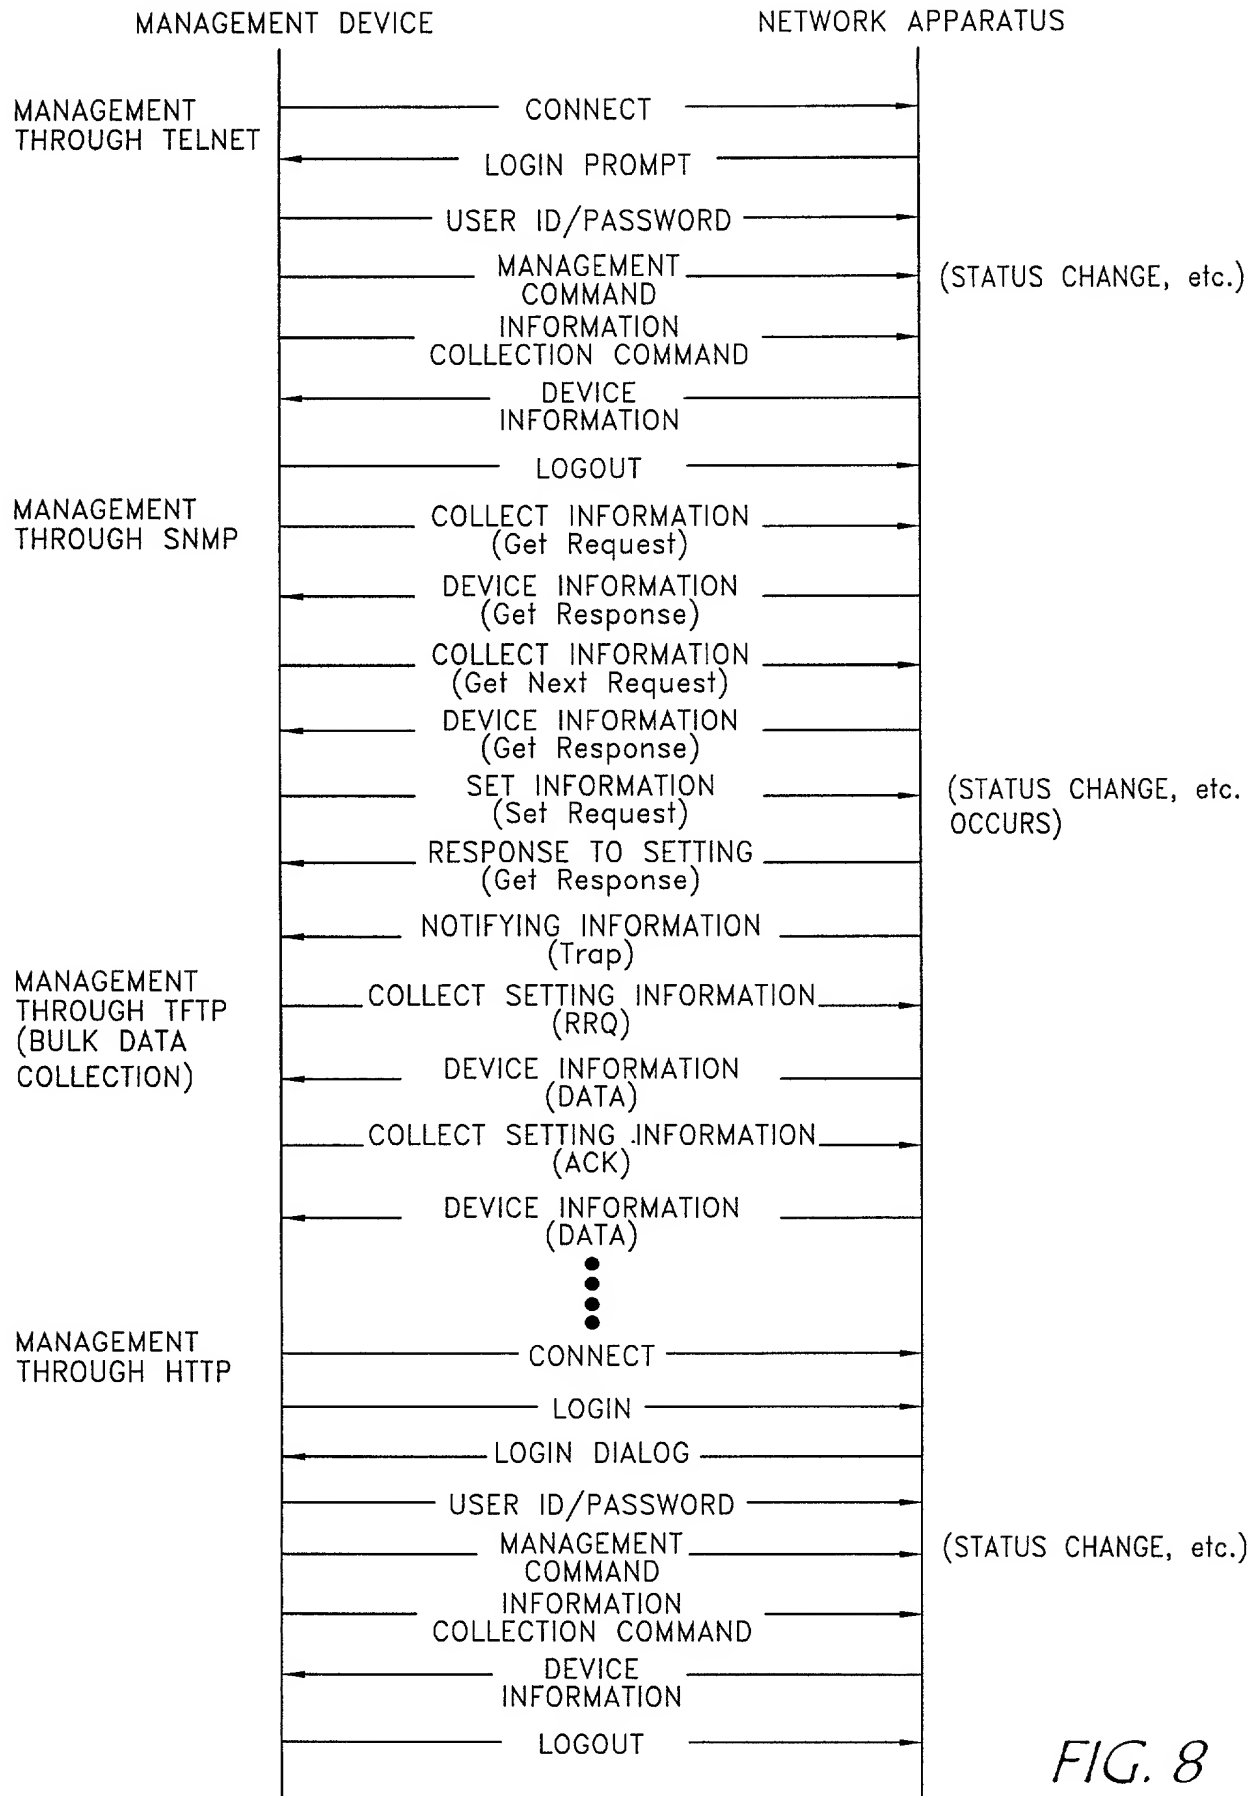 MANAGEMENT DEVICE
NETWORK APPARATUS
MANAGEMENT
THROUGH TELNET
CONNECT
LOGIN PROMPT
USER ID/PASSWORD
MANAGEMENT
COMMAND
(STATUS CHANGE, etc.)
INFORMATION
COLLECTION COMMAND
DEVICE
INFORMATION
LOGOUT
MANAGEMENT
THROUGH SNMP
COLLECT INFORMATION
(Get Request)
DEVICE INFORMATION
(Get Response)
COLLECT INFORMATION
(Get Next Request)
DEVICE INFORMATION
(Get Response)
SET INFORMATION
(Set Request)
(STATUS CHANGE, etc.
OCCURS)
RESPONSE TO SETTING
(Get Response)
NOTIFYING INFORMATION
(Trap)
MANAGEMENT
THROUGH TFTP
(BULK DATA
COLLECTION)
COLLECT SETTING INFORMATION
(RRQ)
DEVICE INFORMATION
(DATA)
COLLECT SETTING INFORMATION
(ACK)
DEVICE INFORMATION
(DATA)
MANAGEMENT
THROUGH HTTP
CONNECT
LOGIN
LOGIN DIALOG
USER ID/PASSWORD
MANAGEMENT
COMMAND
(STATUS CHANGE, etc.)
INFORMATION
COLLECTION COMMAND
DEVICE
INFORMATION
LOGOUT
FIG. 8